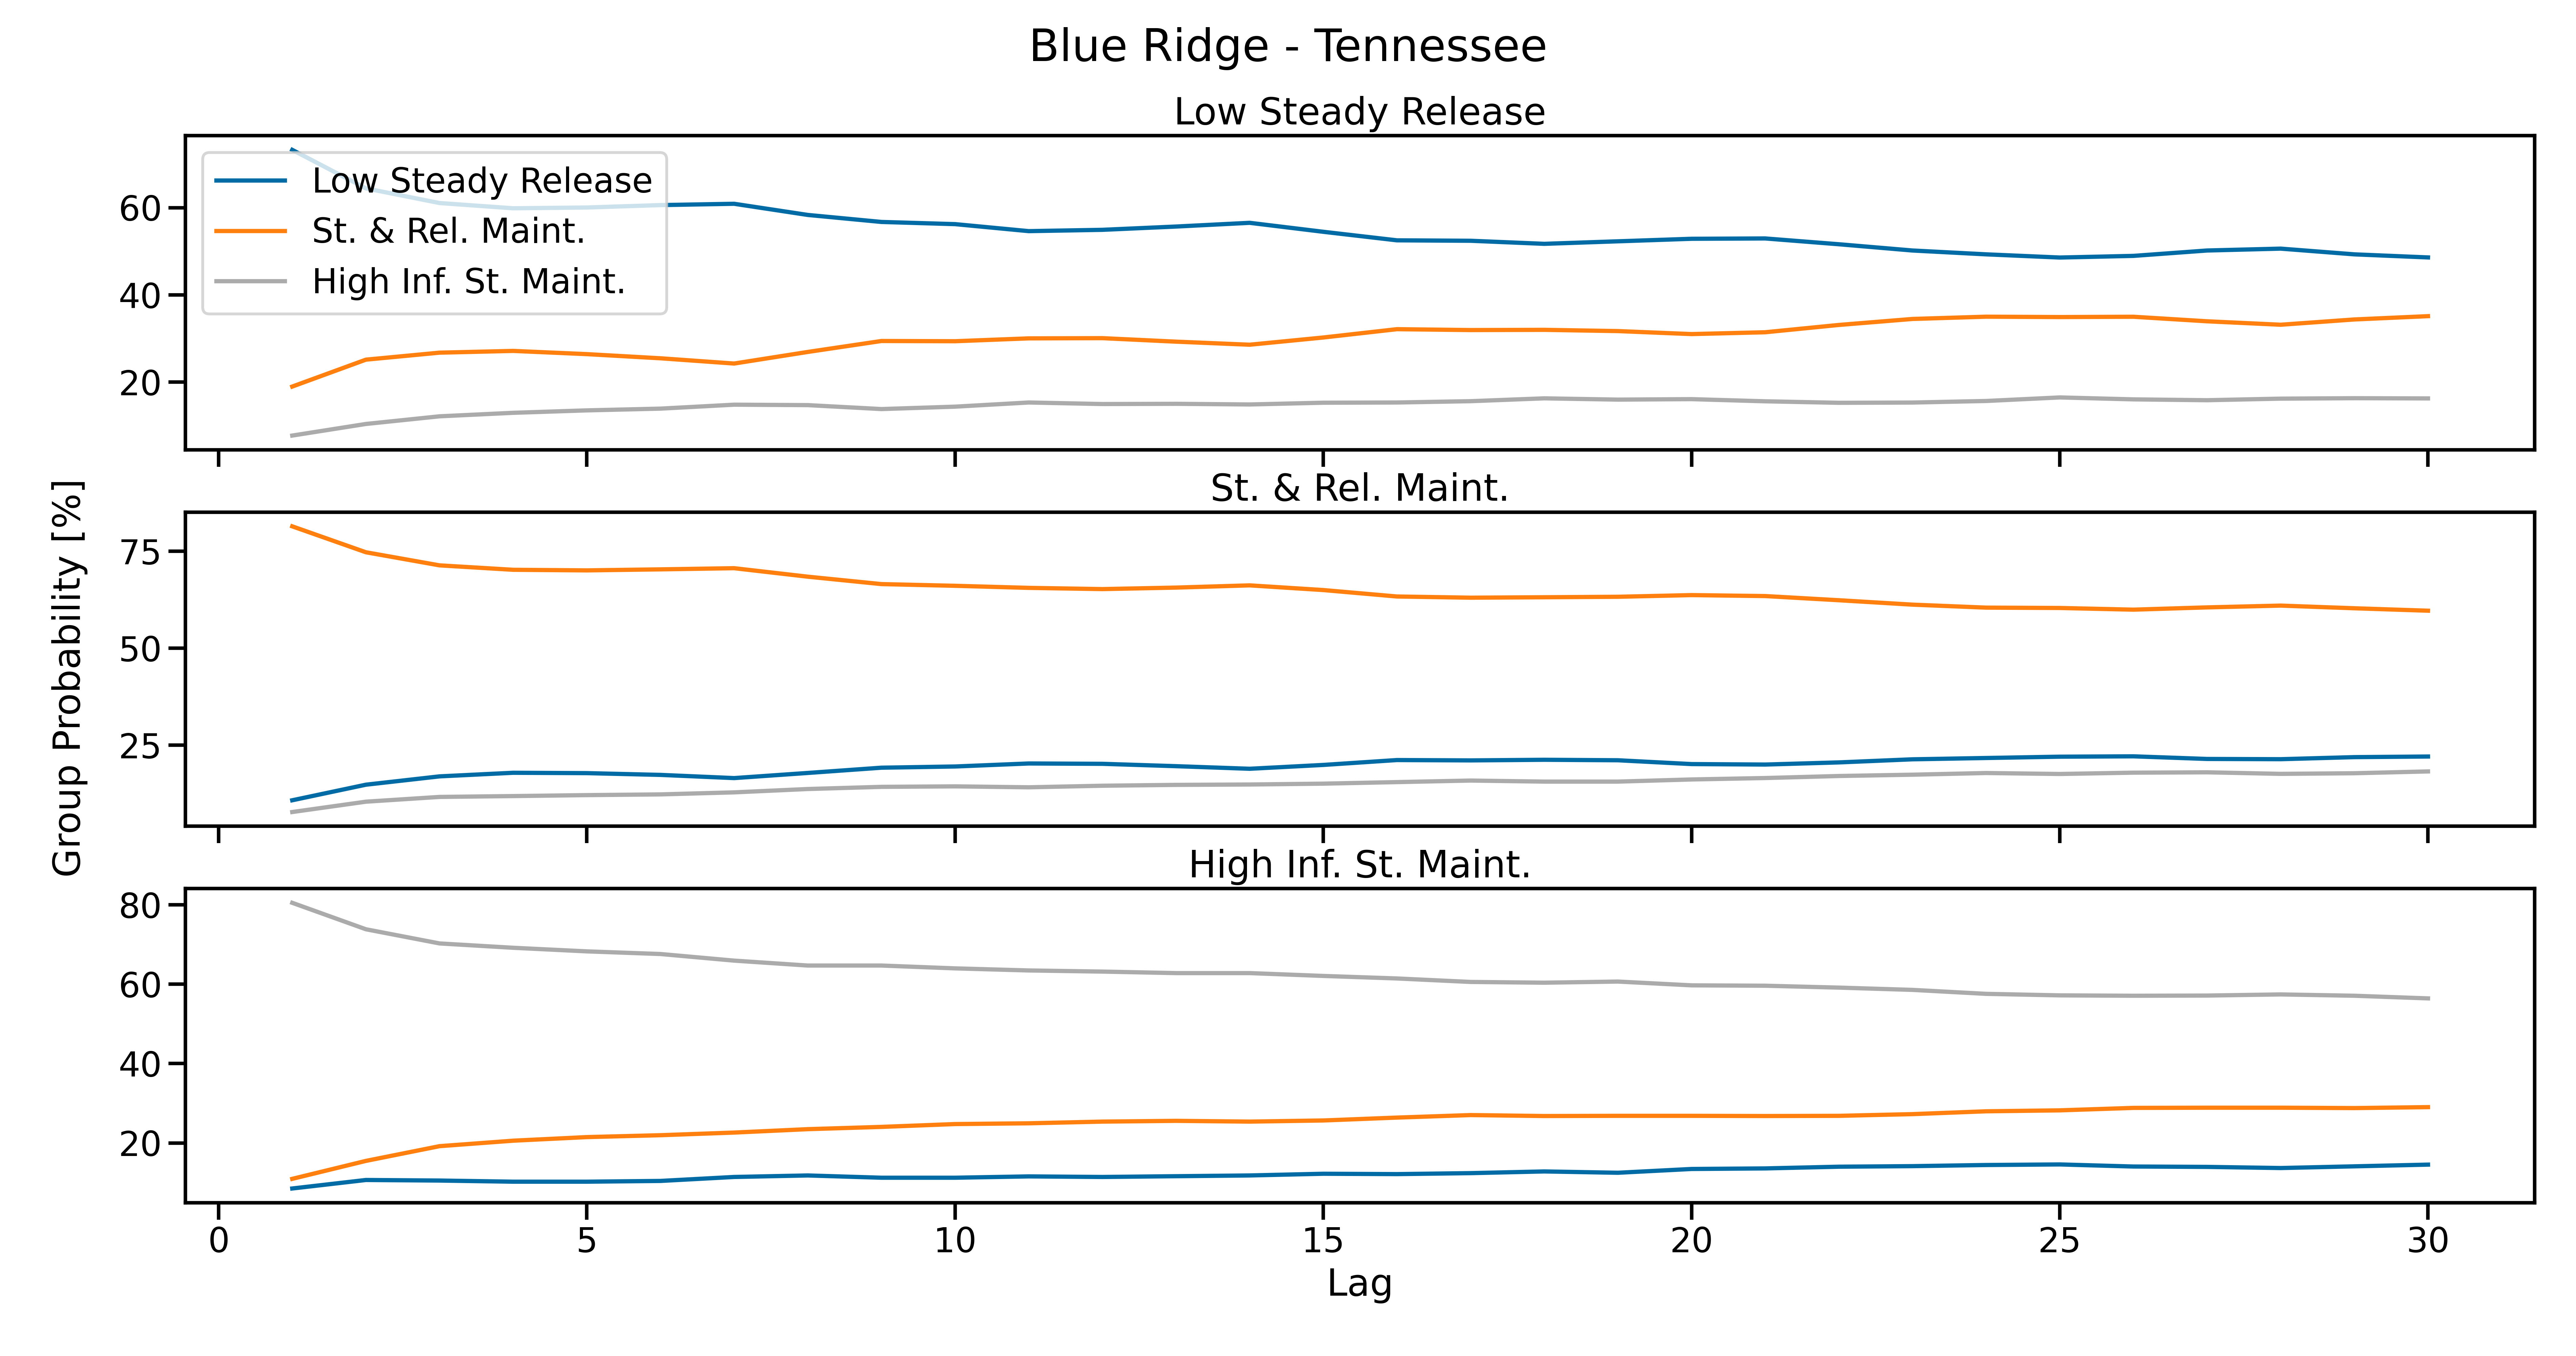 Blue Ridge - Tennessee
Low Steady Release
Low Steady Release
St. & Rel. Maint.
High Inf. St. Maint.
60
40
20
St. & Rel. Maint.
75
50
25
Group Probability [%]
High Inf. St. Maint.
80
60
40
20
0 5 10 15 20 25 30
Lag